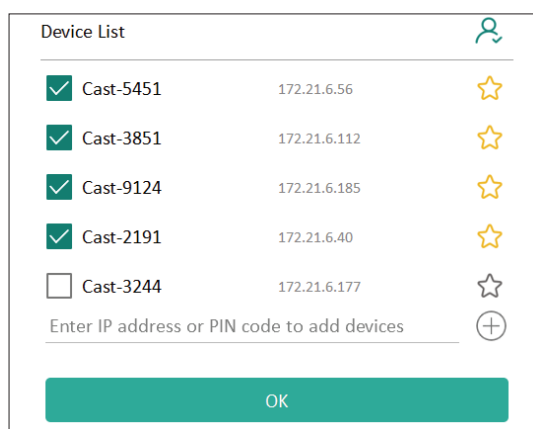 Device List
Cast-5451 172.21.6.56
Cast-3851 172.21.6.112
Cast-9124 172.21.6.185
Cast-2191 172.21.6.40
Cast-3244 172.21.6.177
Enter IP address or PIN code to add devices
OK